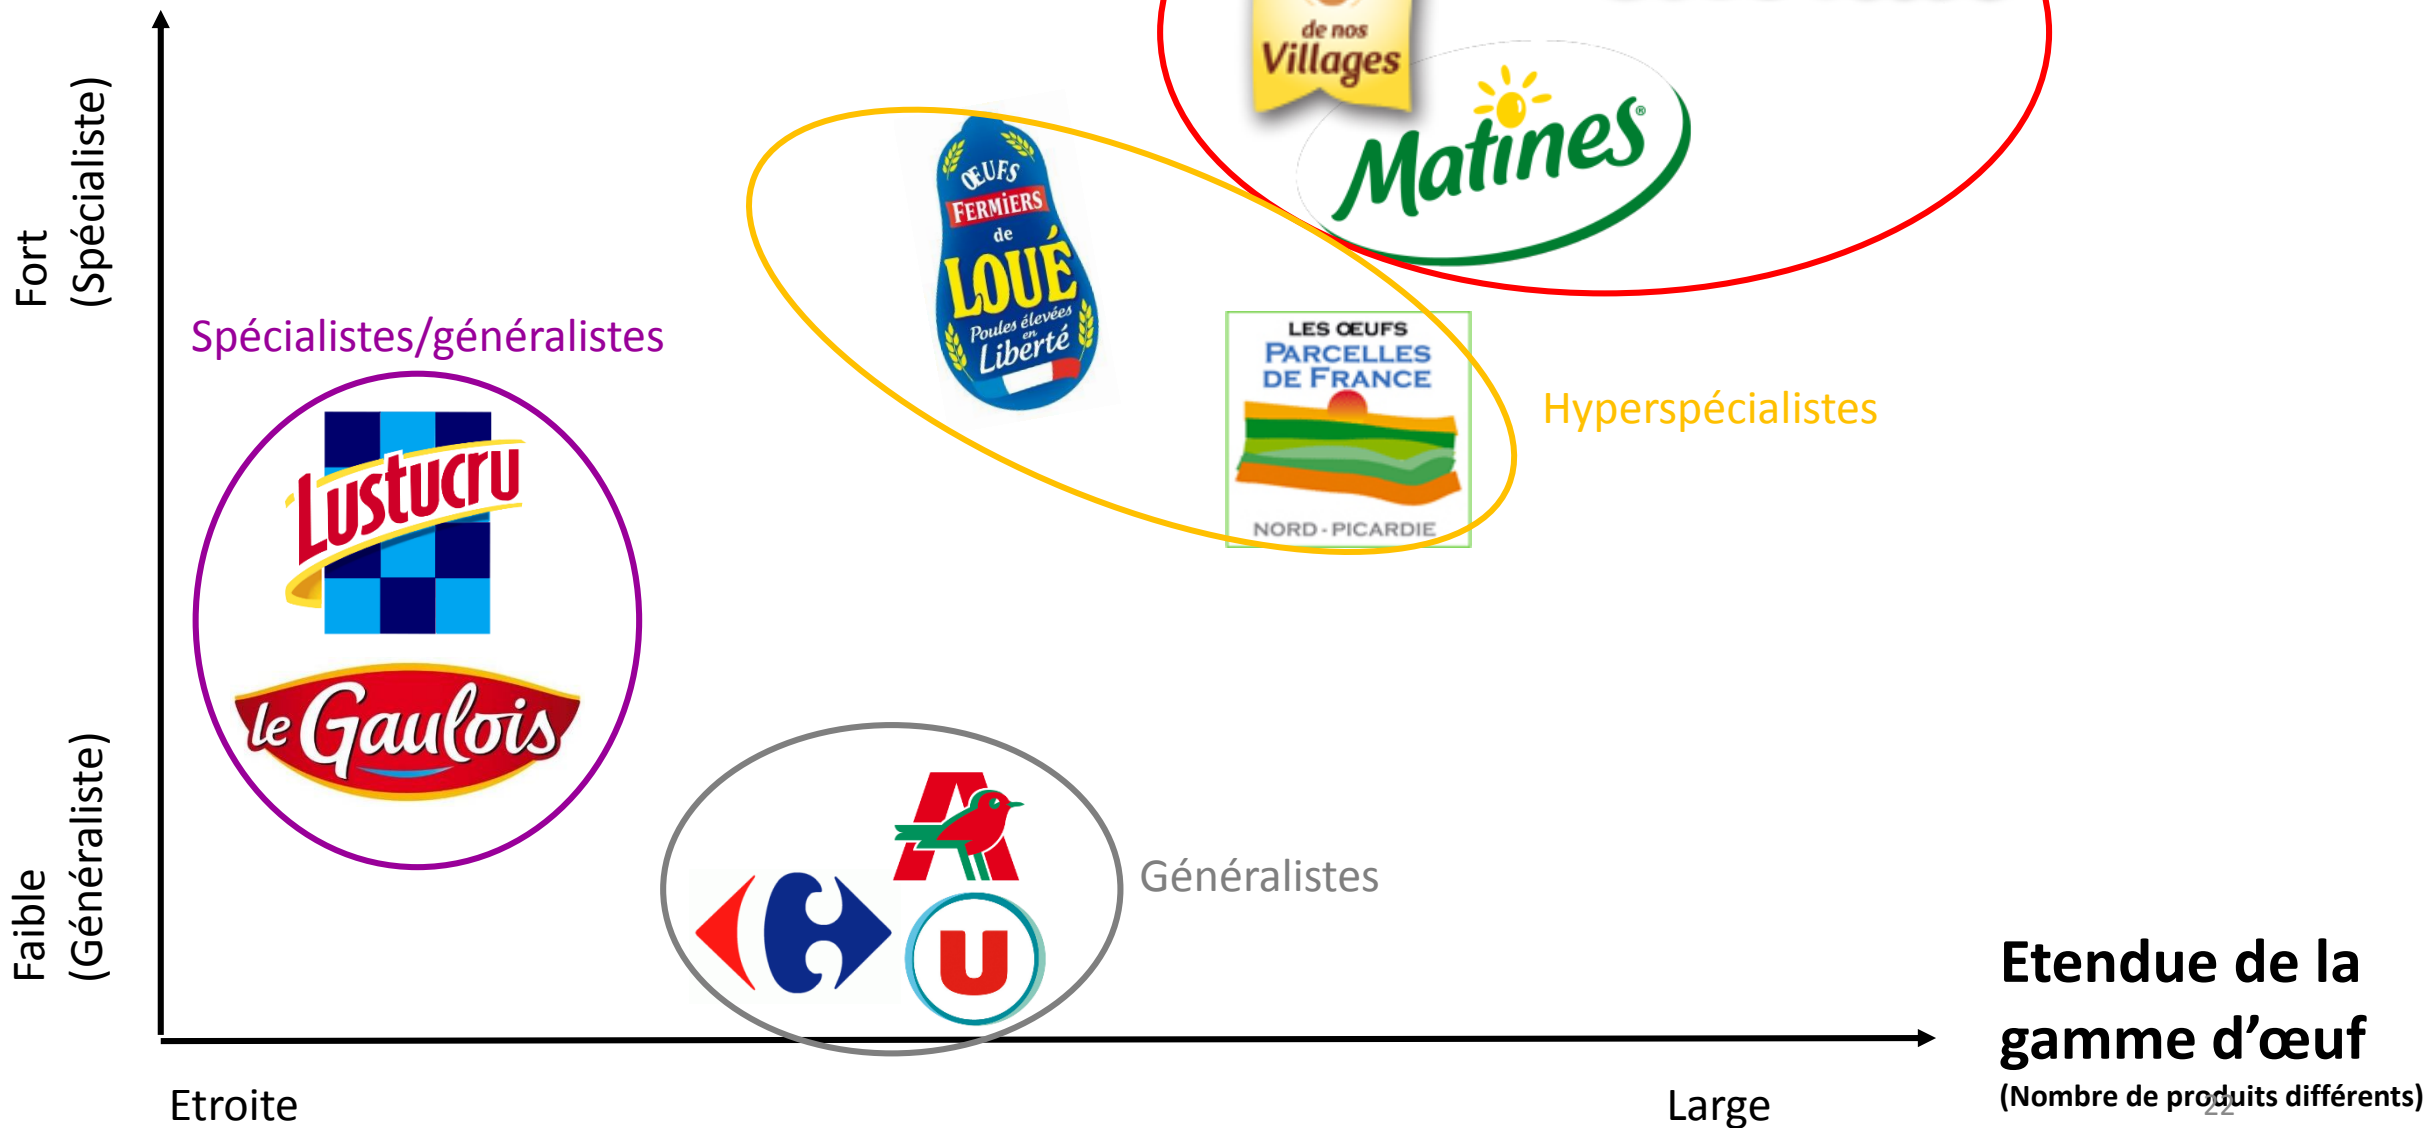 Fort
(Spécialiste)
Faible
(Généraliste)
de nos
Villages
Matines®
ŒUFS
FERMiERS
de
LOUÉ
Poules élevées
en
Liberté
Spécialistes/généralistes
Lustucru
le Gaulois
LES ŒUFS
PARCELLES
DE FRANCE
NORD-PICARDIE
Hyperspécialistes
A
U
Généralistes
Etroite
Large
Etendue de la
gamme d’œuf
(Nombre de produits différents)
22